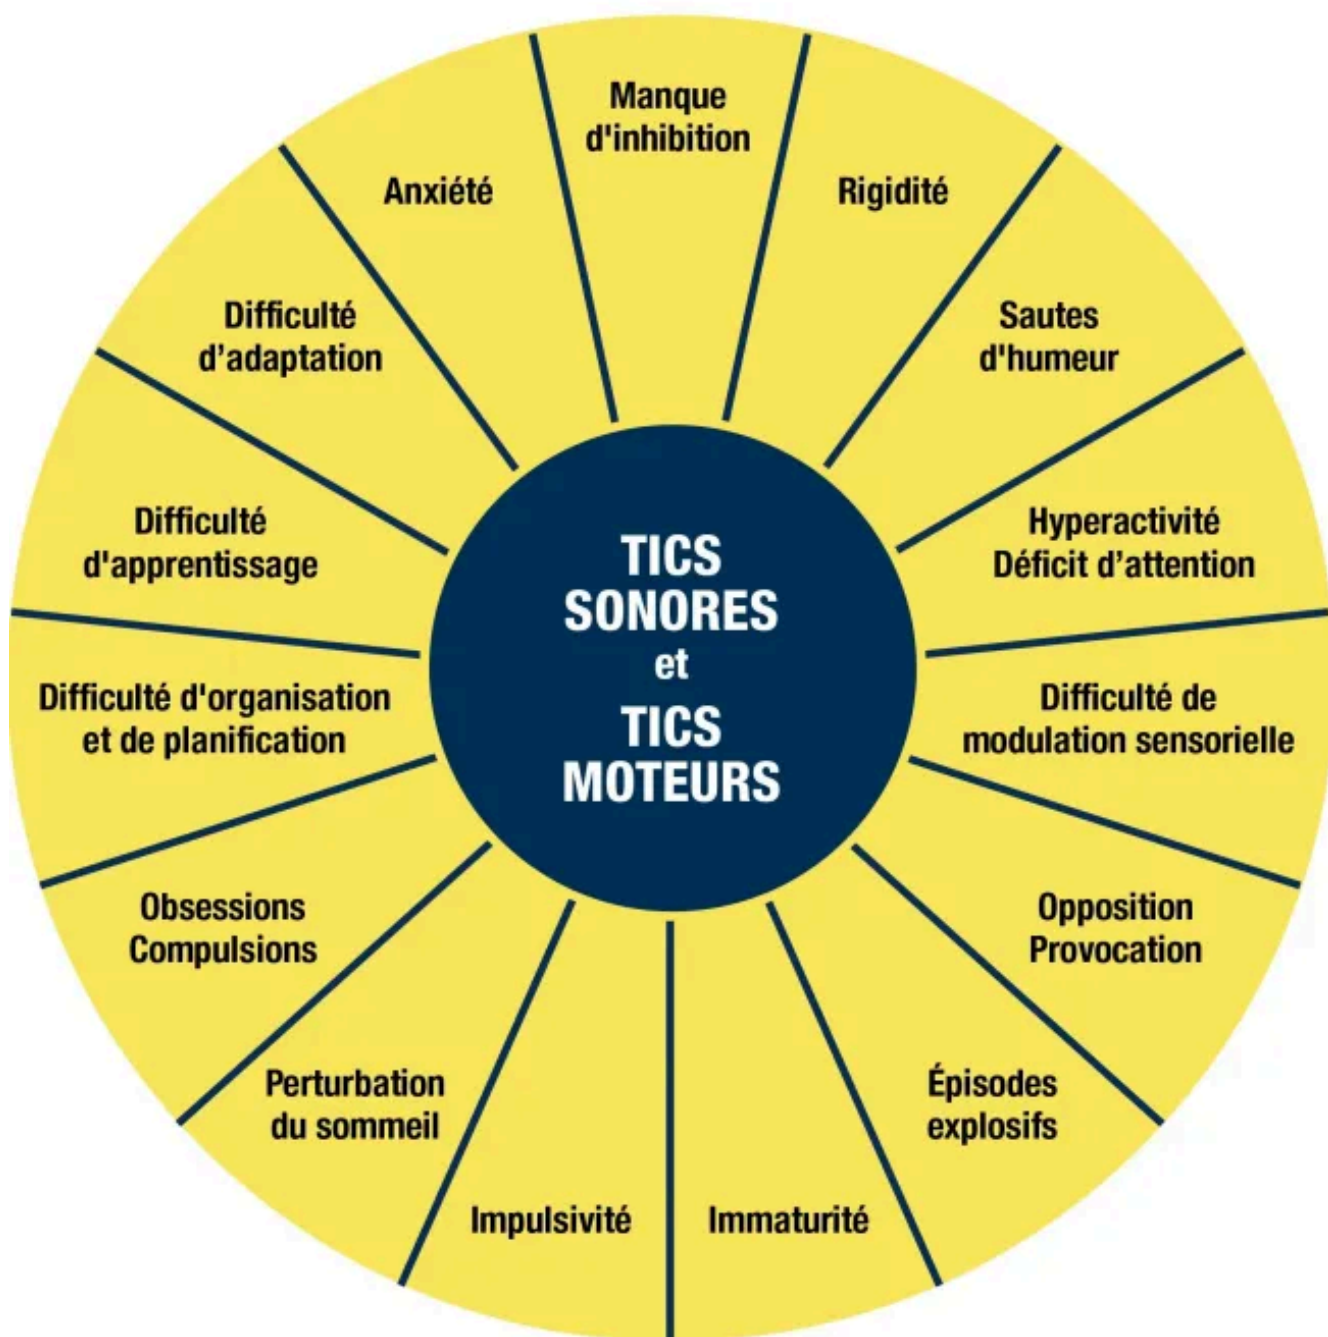 Manque
d'inhibition
Rigidité
Sautes
d'humeur
Hyperactivité
Déficit d’attention
Difficulté de
modulation sensorielle
Opposition
Provocation
Épisodes
explosifs
Immaturité
Impulsivité
Perturbation
du sommeil
Obsessions
Compulsions
Difficulté d'organisation
et de planification
Difficulté
d'apprentissage
Difficulté
d’adaptation
Anxiété
TICS
SONORES
et
TICS
MOTEURS